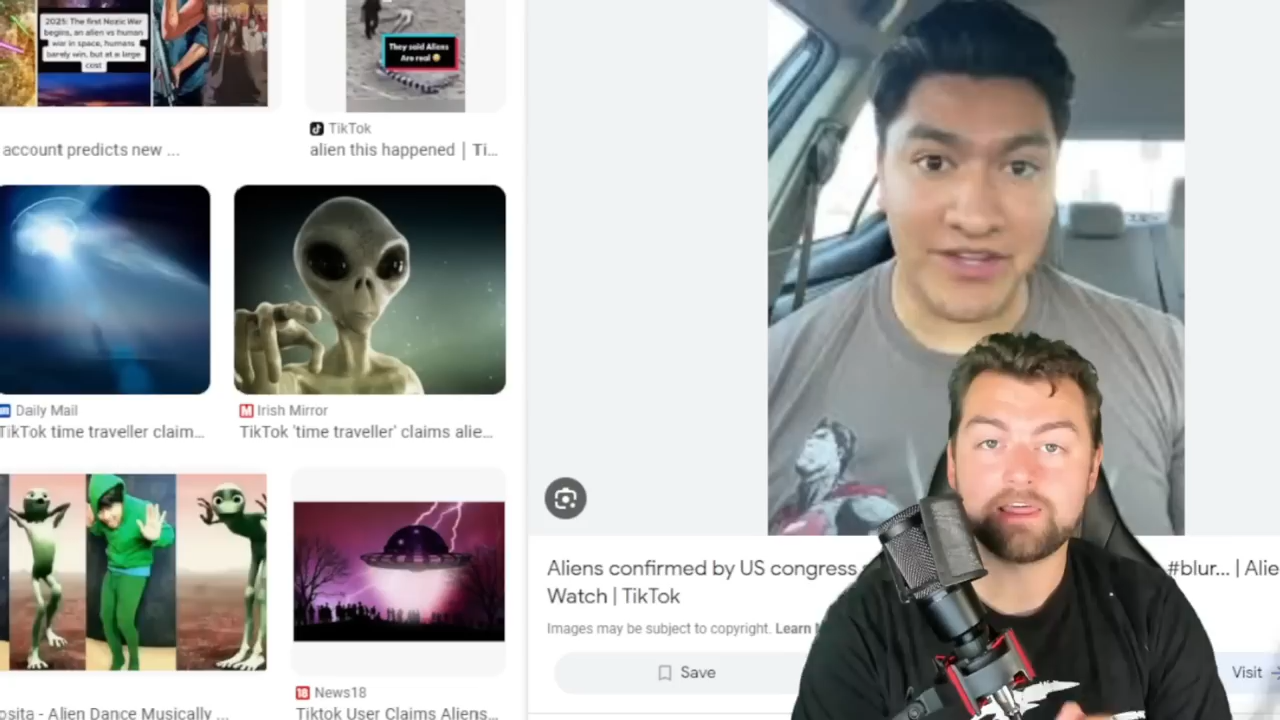 2025: The first Nozic War
begins, an alien vs human
war in space, humans
barely win, but at a large
cost
They said Aliens
Are real
TikTok
account predicts new ...
alien this happened | Ti...
Daily Mail
Irish Mirror
TikTok time traveller claim...
TikTok 'time traveller' claims alie...
News18
osita - Alien Dance Musically ...
Tiktok User Claims Aliens...
Aliens confirmed by US congress
#blur... | Alie
Watch | TikTok
Images may be subject to copyright. Learn
Save
Visit